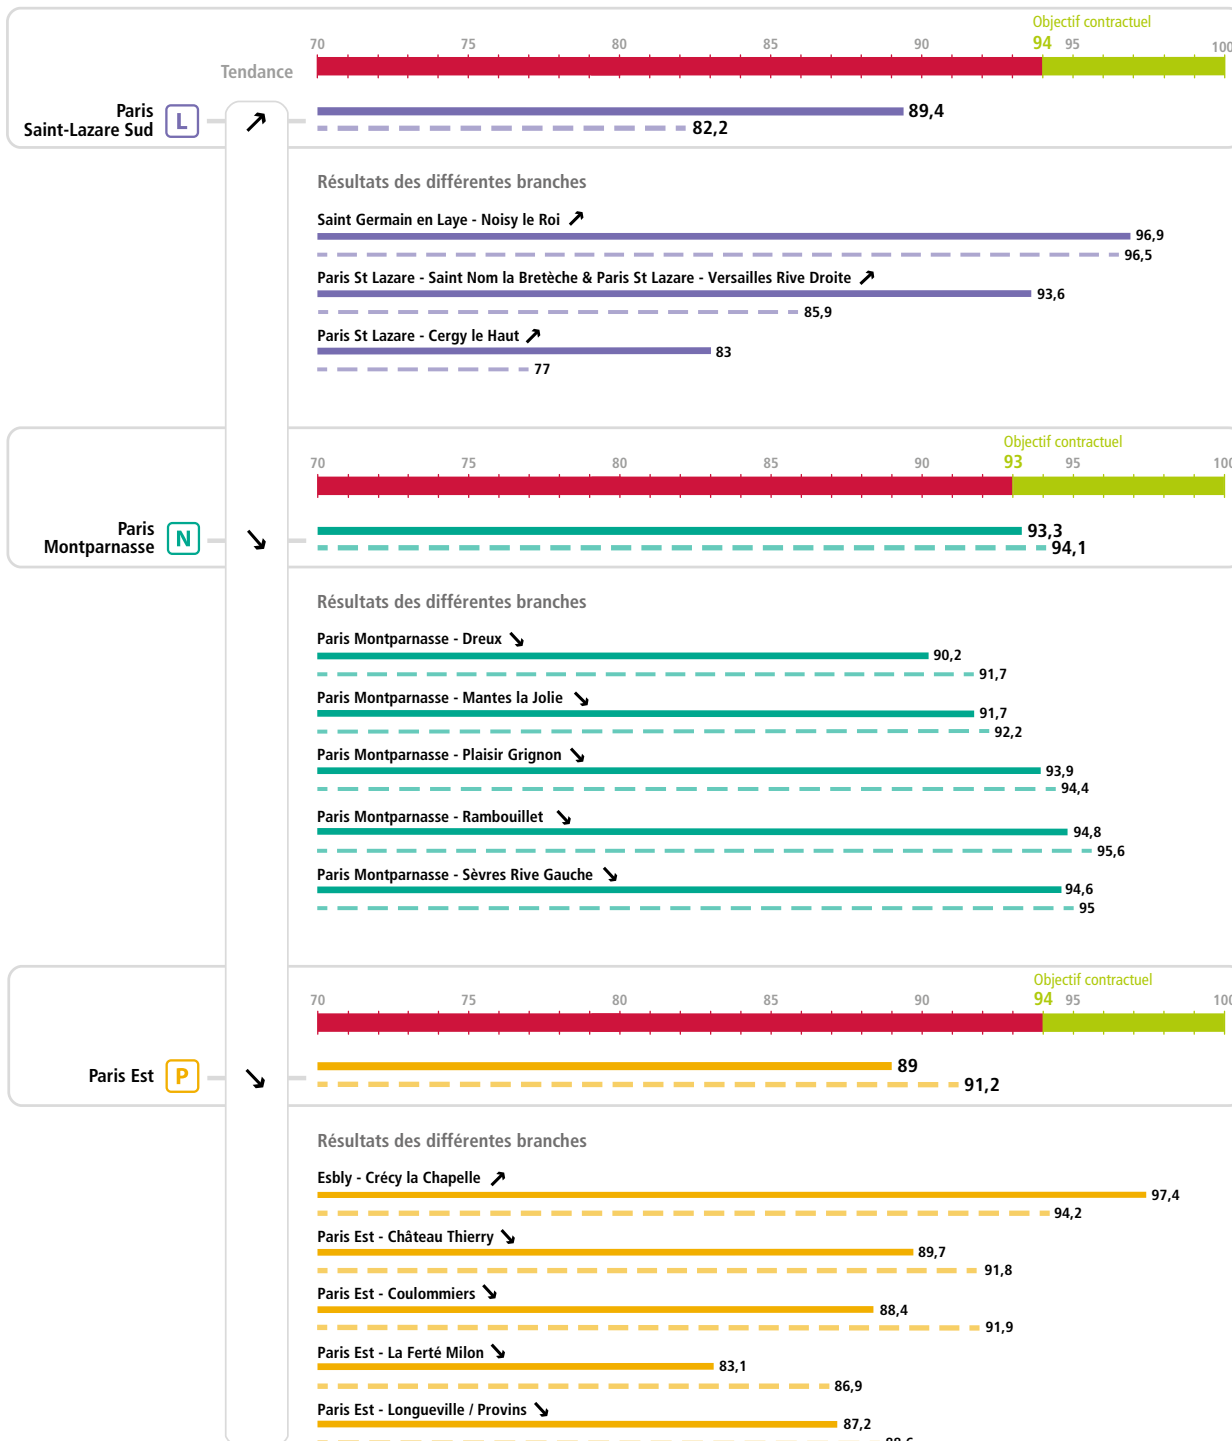 Objectif contractuel
70 75 80 85 90 94 95 100
Tendance
Paris
Saint-Lazare Sud
L
89,4
82,2
Résultats des différentes branches
Saint Germain en Laye - Noisy le Roi
96,9
96,5
Paris St Lazare - Saint Nom la Bretèche & Paris St Lazare - Versailles Rive Droite
93,6
85,9
Paris St Lazare - Cergy le Haut
83
77
Objectif contractuel
70 75 80 85 90 93 95 100
Paris
Montparnasse
N
93,3
94,1
Résultats des différentes branches
Paris Montparnasse - Dreux
90,2
91,7
Paris Montparnasse - Mantes la Jolie
91,7
92,2
Paris Montparnasse - Plaisir Grignon
93,9
94,4
Paris Montparnasse - Rambouillet
94,8
95,6
Paris Montparnasse - Sèvres Rive Gauche
94,6
95
Objectif contractuel
70 75 80 85 90 94 95 100
Paris Est
P
89
91,2
Résultats des différentes branches
Esbly - Crécy la Chapelle
97,4
94,2
Paris Est - Château Thierry
89,7
91,8
Paris Est - Coulommiers
88,4
91,9
Paris Est - La Ferté Milon
83,1
86,9
Paris Est - Longueville / Provins
87,2